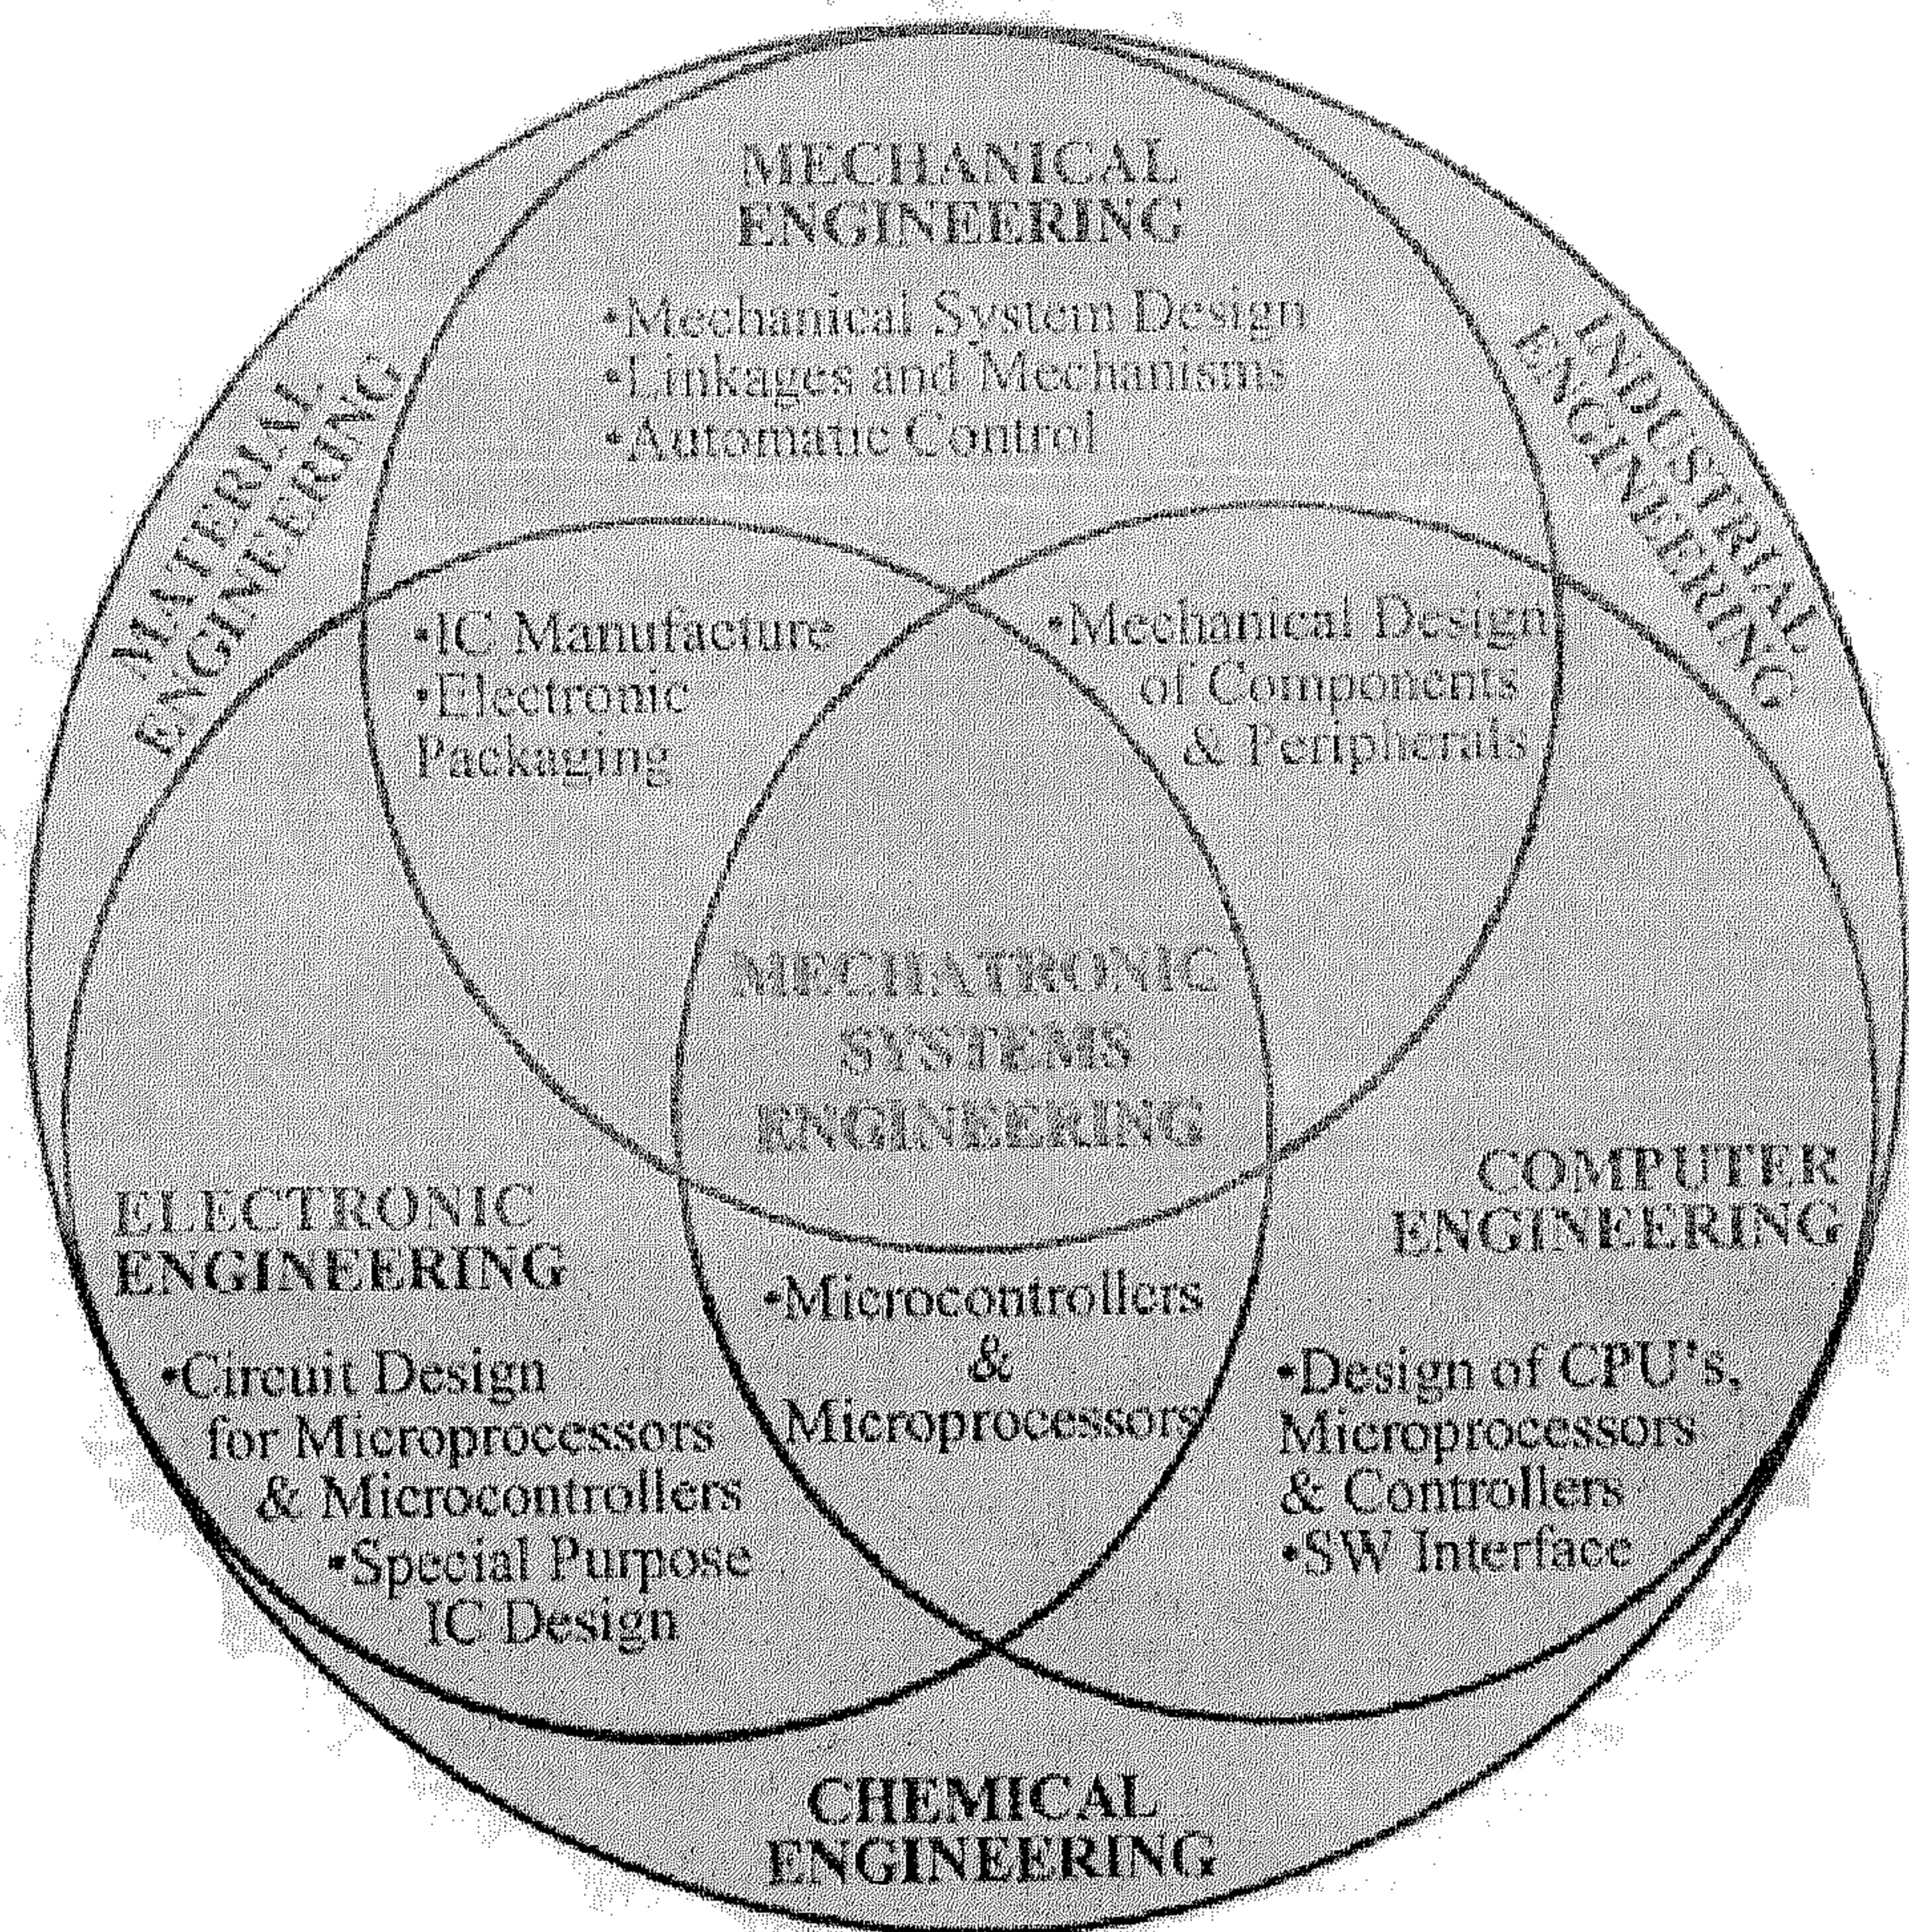 MECHANICAL
ENGINEERING
•Mechanical System Design
•Linkages and Mechanisms
•Automatic Control
MATERIAL
ENGINEERING
INDUSTRIAL
ENGINEERING
•IC Manufacture
•Electronic
Packaging
•Mechanical Design
of Components
& Peripherals
MECHATRONIC
SYSTEMS
ENGINEERING
ELECTRONIC
ENGINEERING
•Circuit Design
for Microprocessors
& Microcontrollers
•Special Purpose
IC Design
•Microcontrollers
&
Microprocessors
COMPUTER
ENGINEERING
•Design of CPU's,
Microprocessors
& Controllers
•SW Interface
CHEMICAL
ENGINEERING